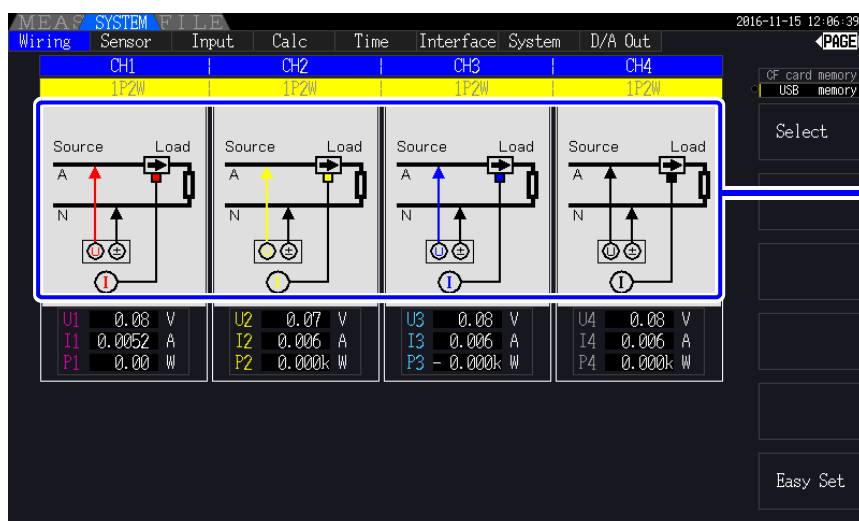 MEAS SYSTEM FILE 2016-11-15 12:06:39
Wiring Sensor Input Calc Time Interface System D/A Out PAGE
CH1 CH2 CH3 CH4
CF card memory
1P2W 1P2W 1P2W 1P2W
USB memory
Select
Source Load Source Load Source Load Source Load
A A A A
N N N N
U ± U ± U ± U ±
I I I I
U1 0.08 V U2 0.07 V U3 0.08 V U4 0.08 V
I1 0.0052 A I2 0.006 A I3 0.006 A I4 0.006 A
P1 0.00 W P2 0.000k W P3 - 0.000k W P4 0.000k W
Easy Set